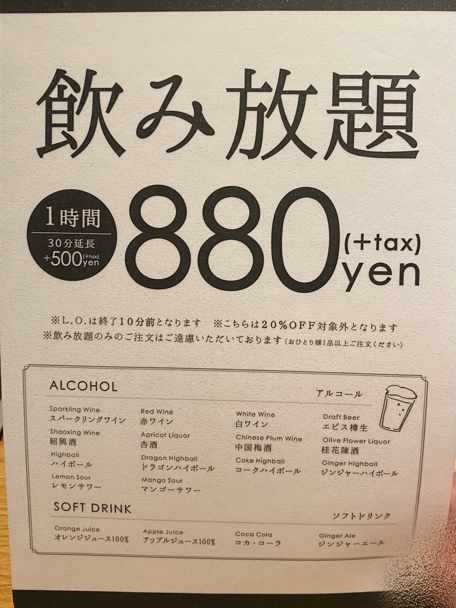 飲み放題
1時間
30分延長
+500(+tax)yen
880(+tax)yen
※L.O.は終了10分前となります ※こちらは20%OFF対象外となります
※飲み放題のみのご注文はご遠慮いただいております(おひとり様1品以上ご注文ください)
ALCOHOL アルコール
Sparkling Wine Red Wine White Wine Draft Beer
スパークリングワイン 赤ワイン 白ワイン ヱビス樽生
Shaoxing Wine Apricot Liquor Chinese Plum Wine Olive Flower Liquor
紹興酒 杏酒 中国梅酒 桂花陳酒
Highball Dragon Highball Coke Highball Ginger Highball
ハイボール ドラゴンハイボール コークハイボール ジンジャーハイボール
Lemon Sour Mango Sour
レモンサワー マンゴーサワー
SOFT DRINK ソフトドリンク
Orange Juice Apple Juice Coca Cola Ginger Ale
オレンジジュース100% アップルジュース100% コカ・コーラ ジンジャーエール